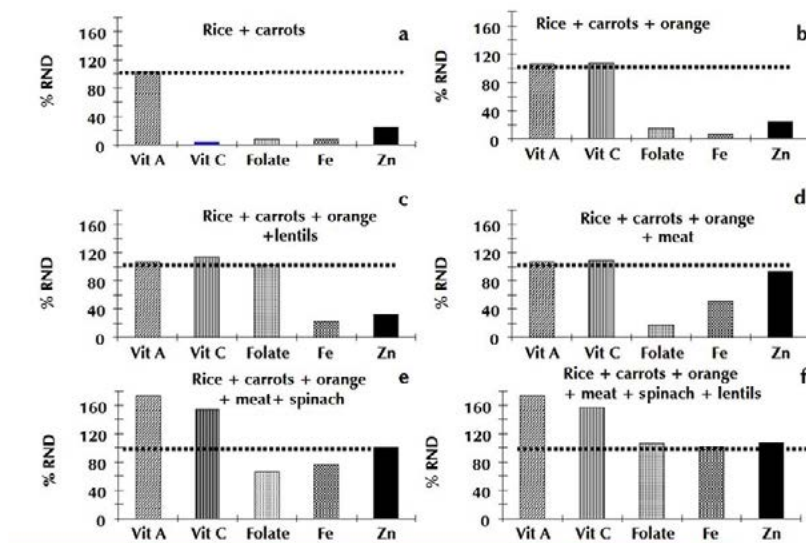 Rice + carrots
a
% RND
160
120
80
40
0
Vit A Vit C Folate Fe Zn
Rice + carrots + orange
b
% RND
160
120
80
40
0
Vit A Vit C Folate Fe Zn
Rice + carrots + orange
+lentils
c
% RND
160
120
80
40
0
Vit A Vit C Folate Fe Zn
Rice + carrots + orange
+ meat
d
% RND
160
120
80
40
0
Vit A Vit C Folate Fe Zn
Rice + carrots + orange
+ meat+ spinach
e
% RND
160
120
80
40
0
Vit A Vit C Folate Fe Zn
Rice + carrots + orange
+ meat + spinach + lentils
f
% RND
160
120
80
40
0
Vit A Vit C Folate Fe Zn